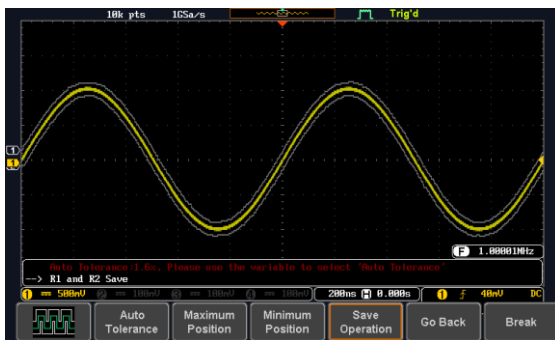 10k pts 1GSa/s Trig'd
1
1
F 1.00001MHz
Auto Tolerance:1.6%, Please use the variable to select 'Auto Tolerance'
--> R1 and R2 Save
1 500mV 2 100mV 3 100mV 4 100mV 200ns H 0.000s 1 40mV DC
Auto Tolerance
Maximum Position
Minimum Position
Save Operation
Go Back
Break